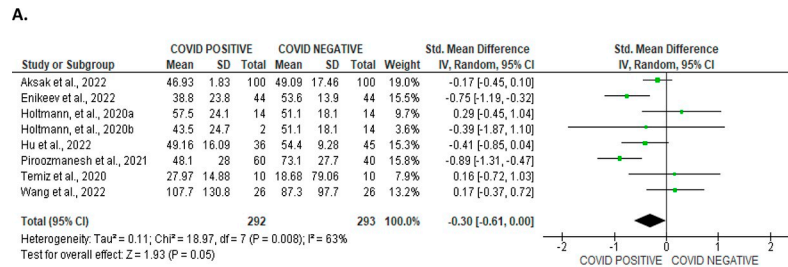 A.
COVID POSITIVE COVID NEGATIVE Std. Mean Difference Std. Mean Difference
Study or Subgroup Mean SD Total Mean SD Total Weight IV, Random, 95% CI IV, Random, 95% CI
Aksak et al., 2022 46.93 1.83 100 49.09 17.46 100 19.0% -0.17 [-0.45, 0.10]
Enikeev et al., 2022 38.8 23.8 44 53.6 13.9 44 15.5% -0.75 [-1.19, -0.32]
Holtmann, et al., 2020a 57.5 24.1 14 51.1 18.1 14 9.7% 0.29 [-0.45, 1.04]
Holtmann, et al., 2020b 43.5 24.7 2 51.1 18.1 14 3.6% -0.39 [-1.87, 1.10]
Hu et al., 2022 49.16 16.09 36 54.4 9.28 45 15.4% -0.41 [-0.85, 0.04]
Piroozmanesh et al., 2021 48.1 28 60 73.1 27.7 40 15.8% -0.89 [-1.31, -0.47]
Temiz et al., 2020 27.97 14.88 10 18.68 79.06 10 7.9% 0.16 [-0.72, 1.03]
Wang et al., 2022 107.7 130.8 26 87.3 97.7 26 13.2% 0.17 [-0.37, 0.72]
Total (95% CI) 292 293 100.0% -0.30 [-0.61, 0.00]
Heterogeneity: Tau² = 0.11; Chi² = 18.97, df = 7 (P = 0.008); I² = 63%
Test for overall effect: Z = 1.93 (P = 0.05)
-2 -1 0 1 2
COVID POSITIVE COVID NEGATIVE